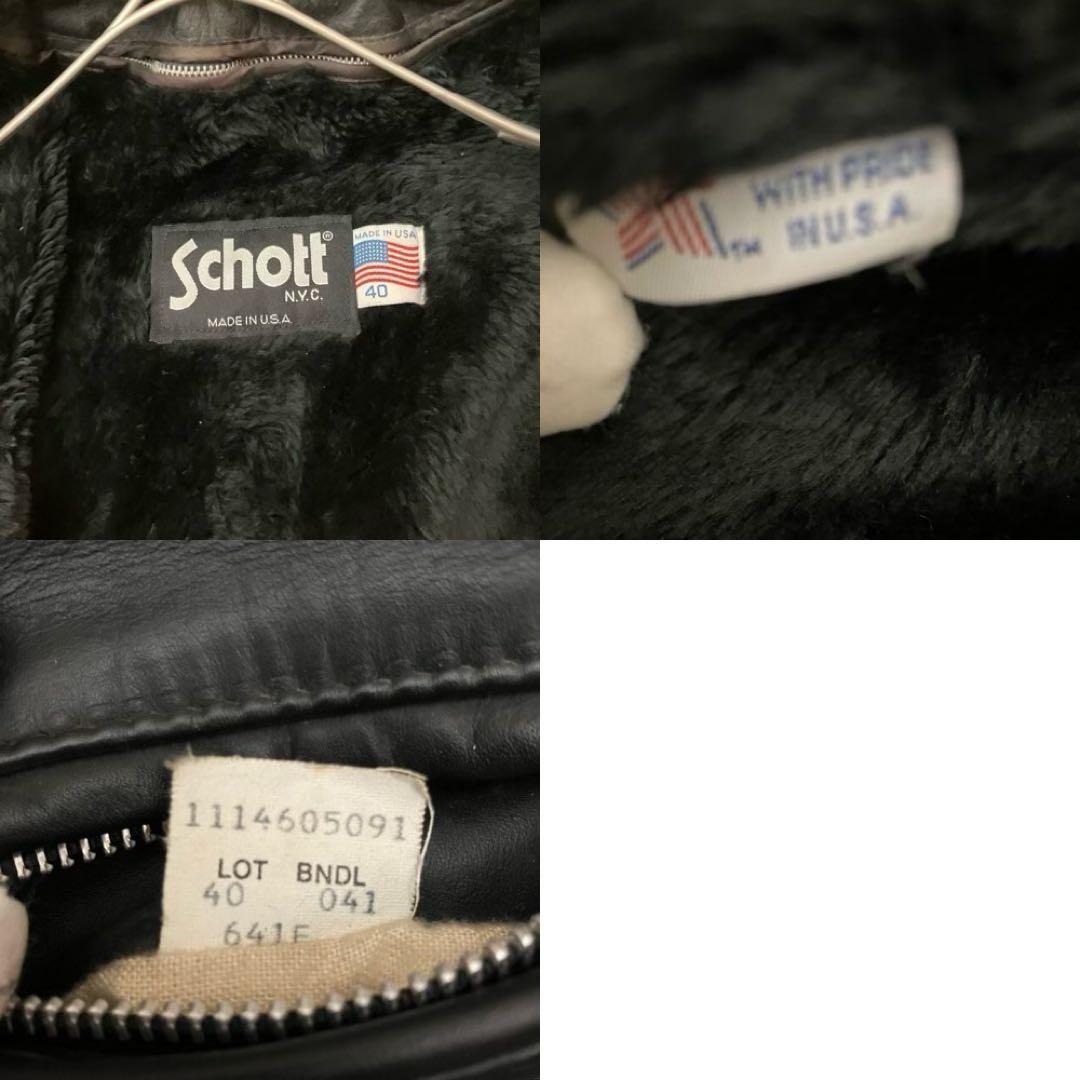 Schott®
N.Y.C.
MADE IN U.S.A.
MADE IN USA
40
WITH PRIDE
IN U.S.A.
TM
1114605091
LOT BNDL
40 041
641E